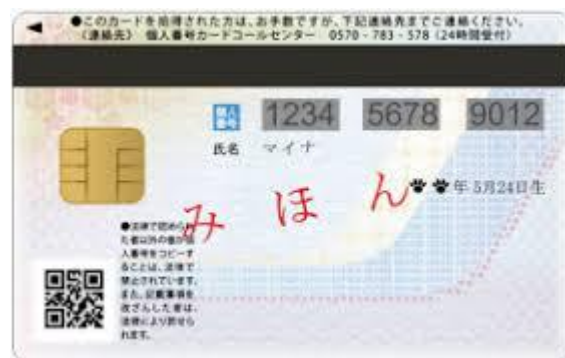 ●このカードを拾得された方は、お手数ですが、下記連絡先までご連絡ください。
（連絡先） 個人番号カードコールセンター 0570-783-578（24時間受付）
個人番号 1234 5678 9012
氏名 マイナ
年5月24日生
みほん
●法律で認められ
た者以外の者が個
人番号をコピーす
ることは、法律で
禁止されています。
また、記載事項を
改ざんした者は、
法律により罰せら
れます。